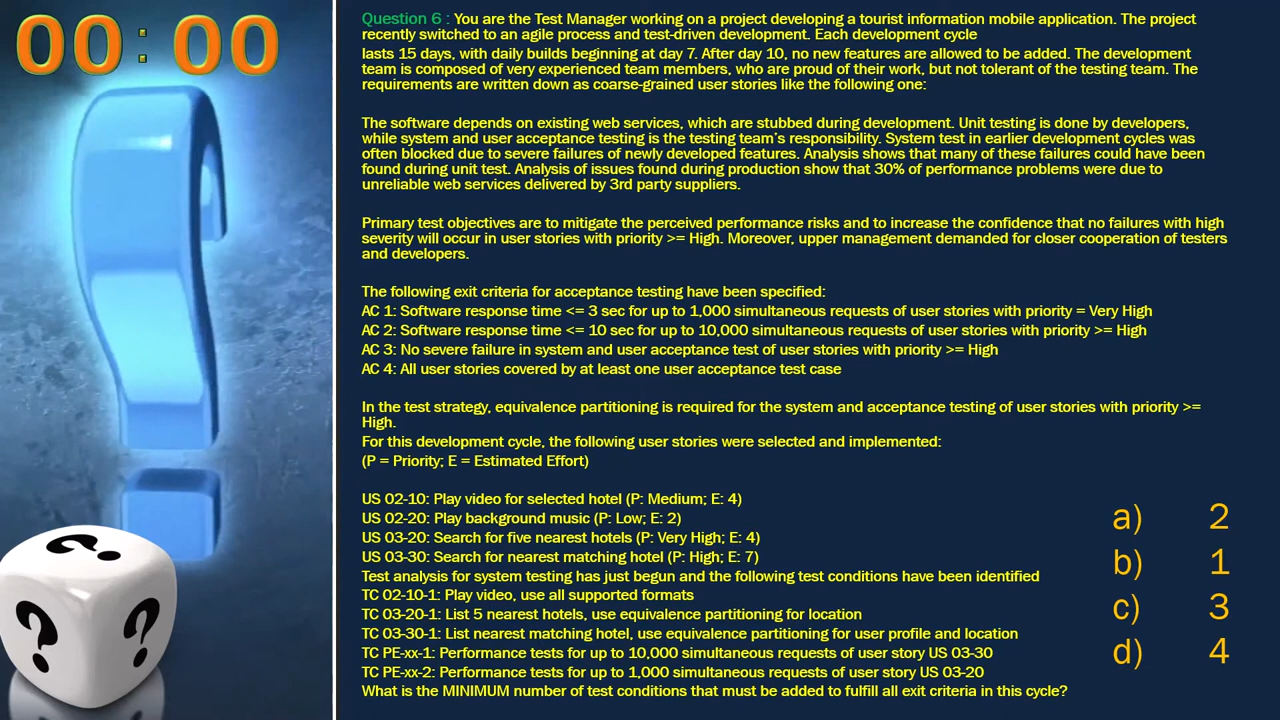 00:00
Question 6 : You are the Test Manager working on a project developing a tourist information mobile application. The project
recently switched to an agile process and test-driven development. Each development cycle
lasts 15 days, with daily builds beginning at day 7. After day 10, no new features are allowed to be added. The development
team is composed of very experienced team members, who are proud of their work, but not tolerant of the testing team. The
requirements are written down as coarse-grained user stories like the following one:
The software depends on existing web services, which are stubbed during development. Unit testing is done by developers,
while system and user acceptance testing is the testing team's responsibility. System test in earlier development cycles was
often blocked due to severe failures of newly developed features. Analysis shows that many of these failures could have been
found during unit test. Analysis of issues found during production show that 30% of performance problems were due to
unreliable web services delivered by 3rd party suppliers.
Primary test objectives are to mitigate the perceived performance risks and to increase the confidence that no failures with high
severity will occur in user stories with priority >= High. Moreover, upper management demanded for closer cooperation of testers
and developers.
The following exit criteria for acceptance testing have been specified:
AC 1: Software response time <= 3 sec for up to 1,000 simultaneous requests of user stories with priority = Very High
AC 2: Software response time <= 10 sec for up to 10,000 simultaneous requests of user stories with priority >= High
AC 3: No severe failure in system and user acceptance test of user stories with priority >= High
AC 4: All user stories covered by at least one user acceptance test case
In the test strategy, equivalence partitioning is required for the system and acceptance testing of user stories with priority >=
High.
For this development cycle, the following user stories were selected and implemented:
(P = Priority; E = Estimated Effort)
US 02-10: Play video for selected hotel (P: Medium; E: 4)
US 02-20: Play background music (P: Low; E: 2)
US 03-20: Search for five nearest hotels (P: Very High; E: 4)
US 03-30: Search for nearest matching hotel (P: High; E: 7)
Test analysis for system testing has just begun and the following test conditions have been identified
TC 02-10-1: Play video, use all supported formats
TC 03-20-1: List 5 nearest hotels, use equivalence partitioning for location
TC 03-30-1: List nearest matching hotel, use equivalence partitioning for user profile and location
TC PE-xx-1: Performance tests for up to 10,000 simultaneous requests of user story US 03-30
TC PE-xx-2: Performance tests for up to 1,000 simultaneous requests of user story US 03-20
What is the MINIMUM number of test conditions that must be added to fulfill all exit criteria in this cycle?
a) 2
b) 1
c) 3
d) 4